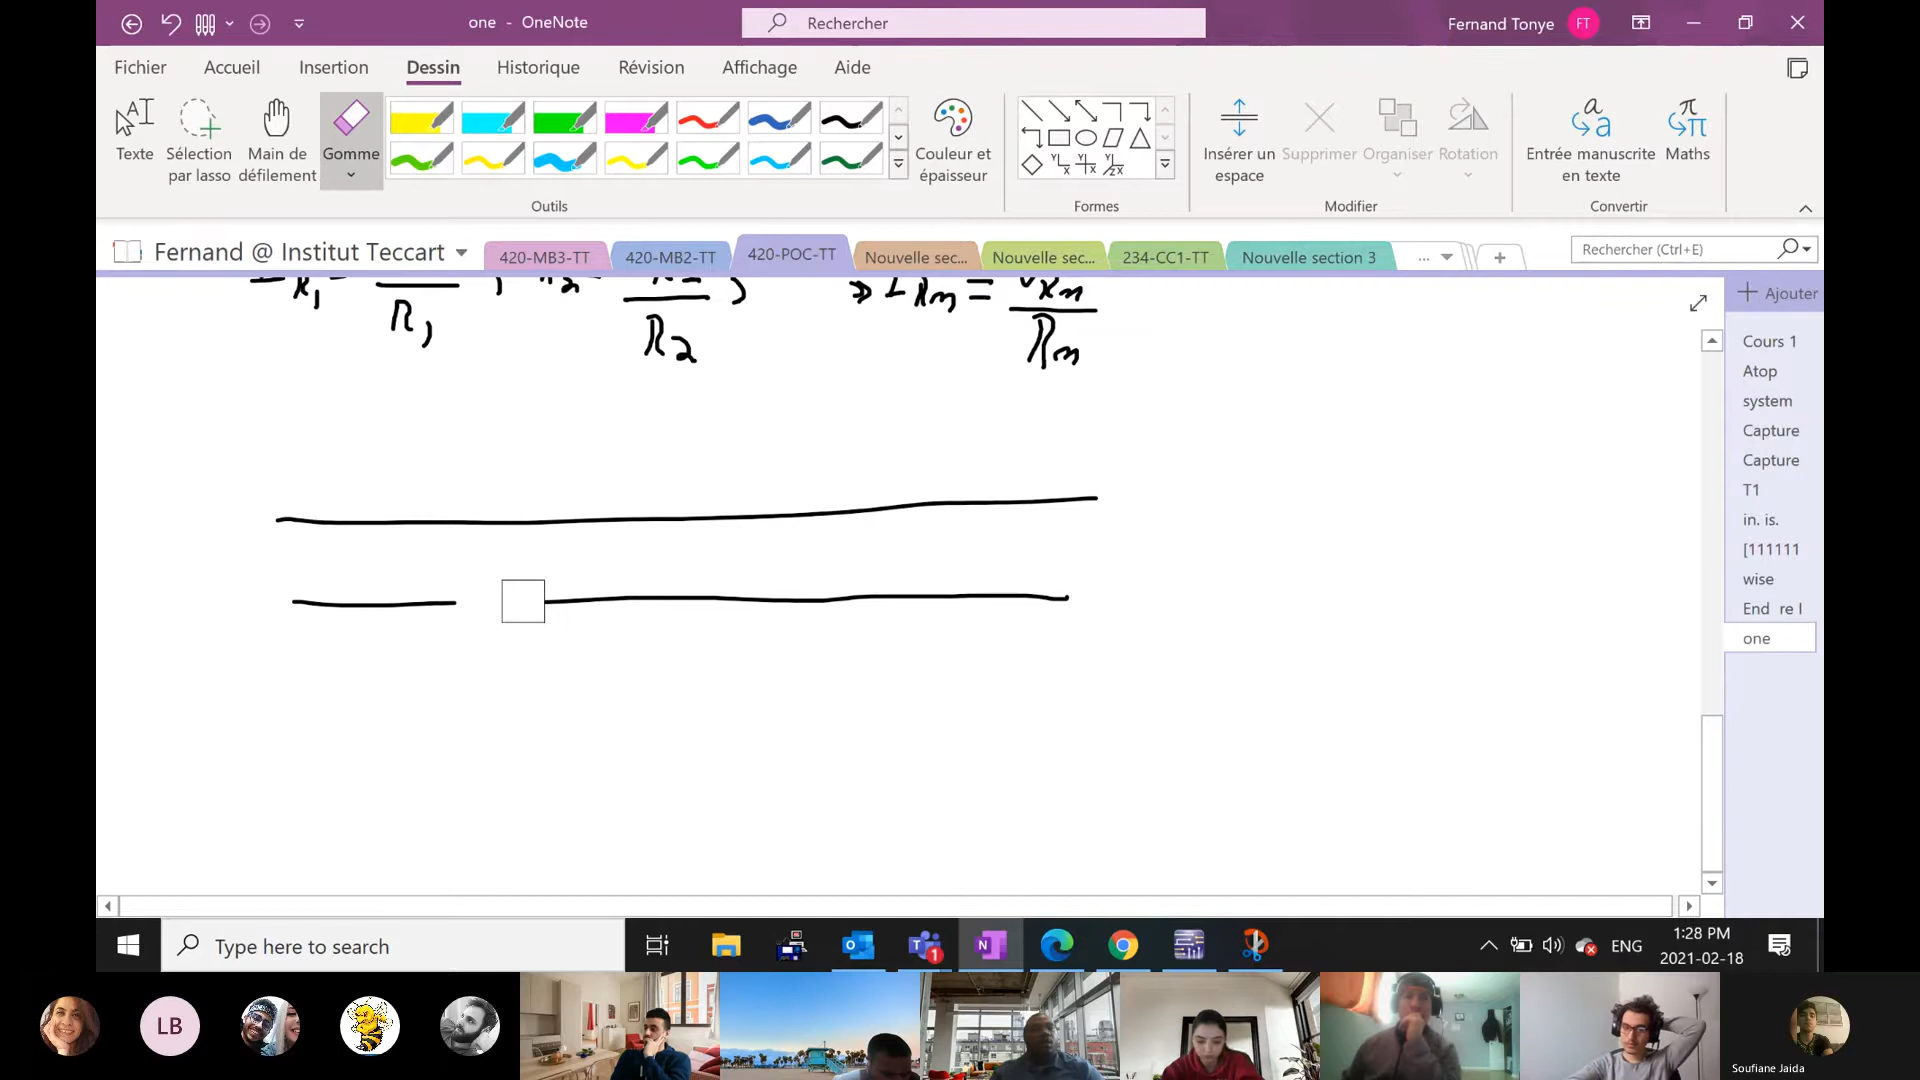 one - OneNote
Rechercher
Fernand Tonye
FT
Fichier
Accueil
Insertion
Dessin
Historique
Révision
Affichage
Aide
Texte
Sélection par lasso
Main de défilement
Gomme
Couleur et épaisseur
Insérer un espace
Supprimer
Organiser
Rotation
Entrée manuscrite en texte
Maths
Outils
Formes
Modifier
Convertir
Fernand @ Institut Teccart
420-MB3-TT
420-MB2-TT
420-POC-TT
Nouvelle sec...
Nouvelle sec...
234-CC1-TT
Nouvelle section 3
...
Rechercher (Ctrl+E)
Ajouter
R1
R2
Rn
Cours 1
Atop
system
Capture
Capture
T1
in. is.
[111111
wise
End re I
one
Type here to search
1
ENG
1:28 PM
2021-02-18
LB
Soufiane Jaida